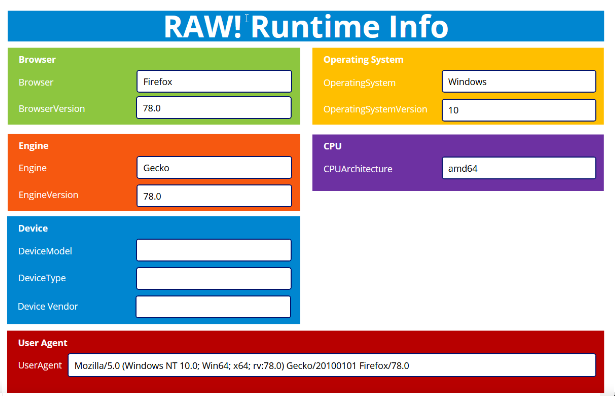 RAW! Runtime Info
Browser
Browser Firefox
BrowserVersion 78.0
Operating System
OperatingSystem Windows
OperatingSystemVersion 10
Engine
Engine Gecko
EngineVersion 78.0
CPU
CPUArchitecture amd64
Device
DeviceModel
DeviceType
Device Vendor
User Agent
UserAgent Mozilla/5.0 (Windows NT 10.0; Win64; x64; rv:78.0) Gecko/20100101 Firefox/78.0